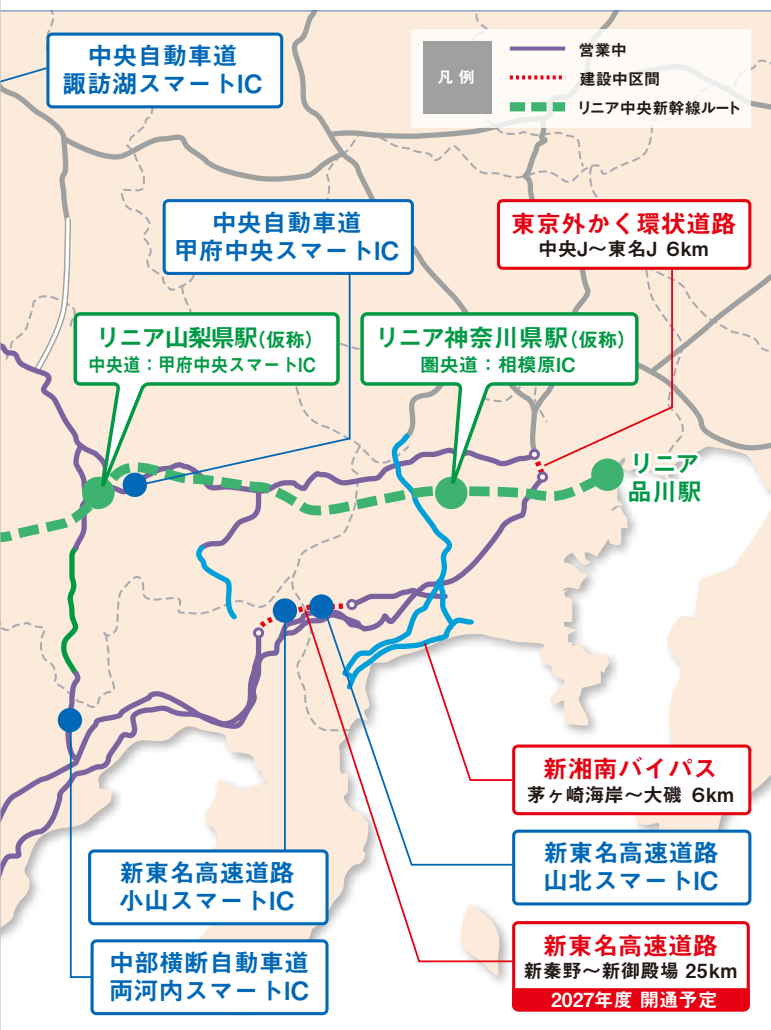 中央自動車道
諏訪湖スマートIC
凡例
営業中
建設中区間
リニア中央新幹線ルート
中央自動車道
甲府中央スマートIC
東京外かく環状道路
中央J〜東名J 6km
リニア山梨県駅(仮称)
中央道：甲府中央スマートIC
リニア神奈川県駅(仮称)
圏央道：相模原IC
リニア
品川駅
新湘南バイパス
茅ヶ崎海岸〜大磯 6km
新東名高速道路
小山スマートIC
新東名高速道路
山北スマートIC
中部横断自動車道
両河内スマートIC
新東名高速道路
新秦野〜新御殿場 25km
2027年度 開通予定